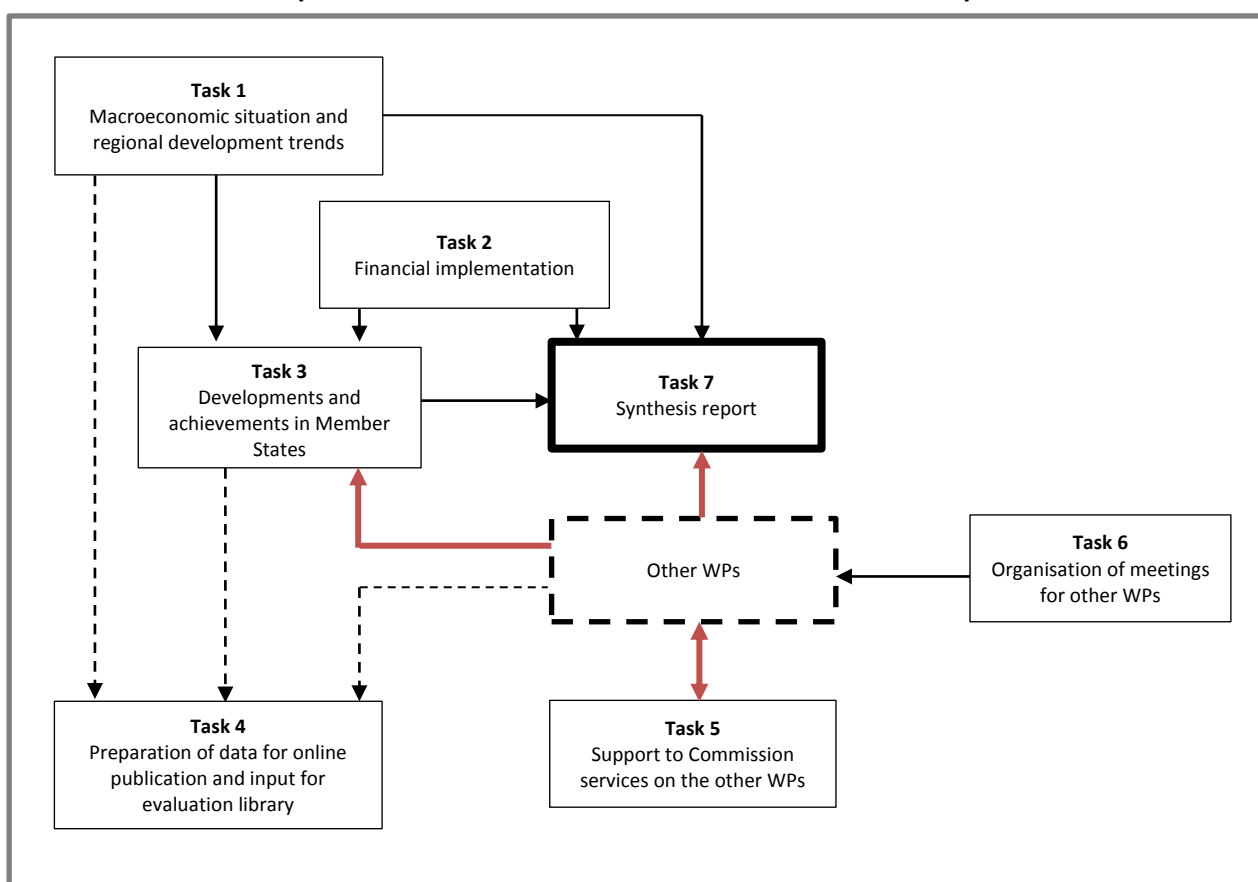 Task 1
Macroeconomic situation and
regional development trends
Task 2
Financial implementation
Task 3
Developments and
achievements in Member
States
Task 7
Synthesis report
Other WPs
Task 6
Organisation of meetings
for other WPs
Task 4
Preparation of data for online
publication and input for
evaluation library
Task 5
Support to Commission
services on the other WPs